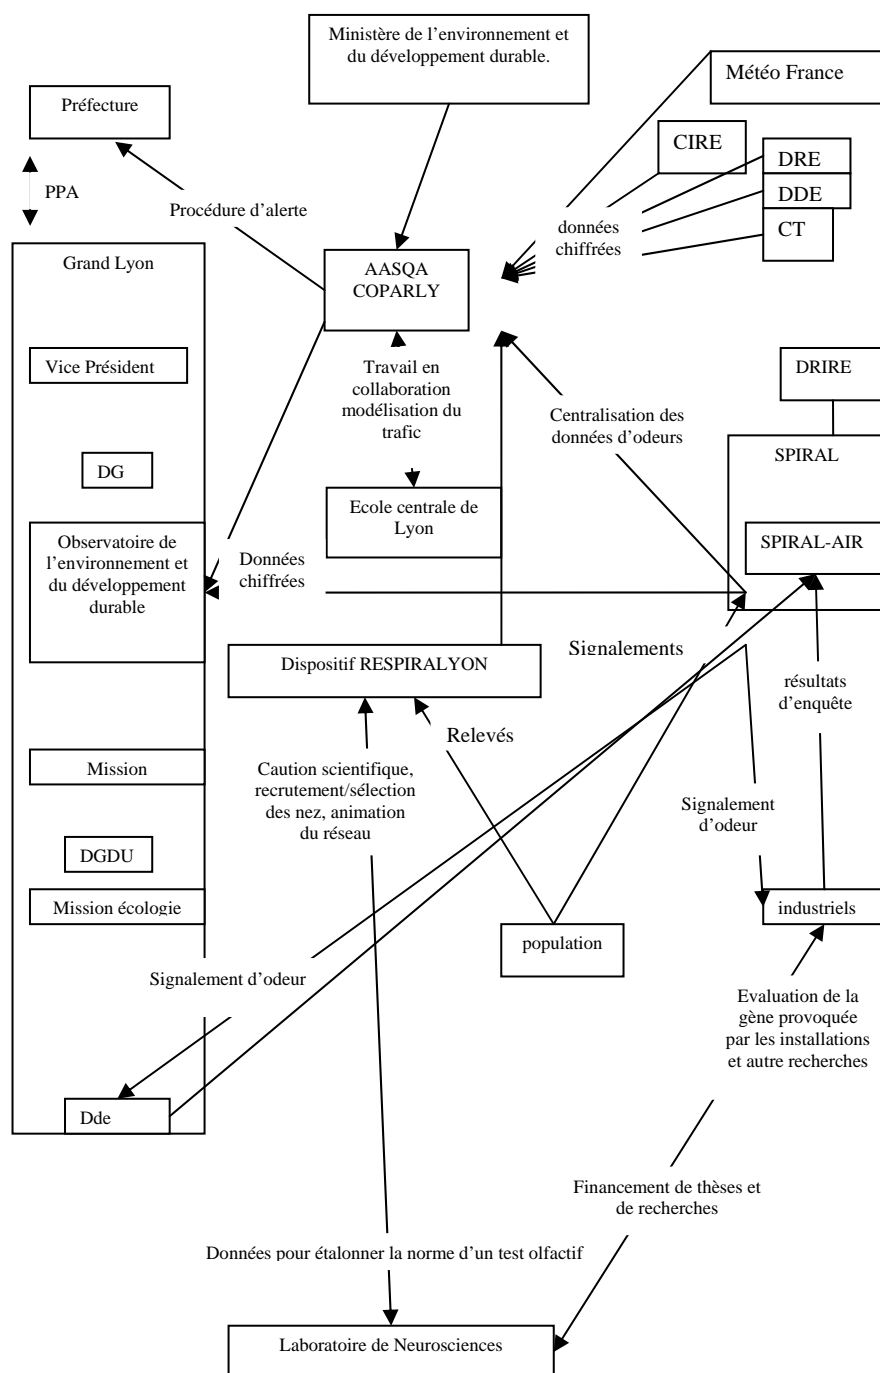 Ministère de l’environnement et
du développement durable.
Météo France
Préfecture
CIRE
DRE
DDE
CT
PPA
Procédure d’alerte
données
chiffrées
Grand Lyon
AASQA
COPARLY
Vice Président
Travail en
collaboration
modélisation du
trafic
DRIRE
Centralisation des
données d’odeurs
DG
SPIRAL
Ecole centrale de
Lyon
Observatoire de
l’environnement et
du développement
durable
SPIRAL-AIR
Données
chiffrées
Signalements
Dispositif RESPIRALYON
résultats
d’enquête
Relevés
Mission
Caution scientifique,
recrutement/sélection
des nez, animation
du réseau
Signalement
d’odeur
DGDU
Mission écologie
industriels
population
Signalement d’odeur
Evaluation de la
gène provoquée
par les installations
et autre recherches
Dde
Financement de thèses et
de recherches
Données pour étalonner la norme d’un test olfactif
Laboratoire de Neurosciences